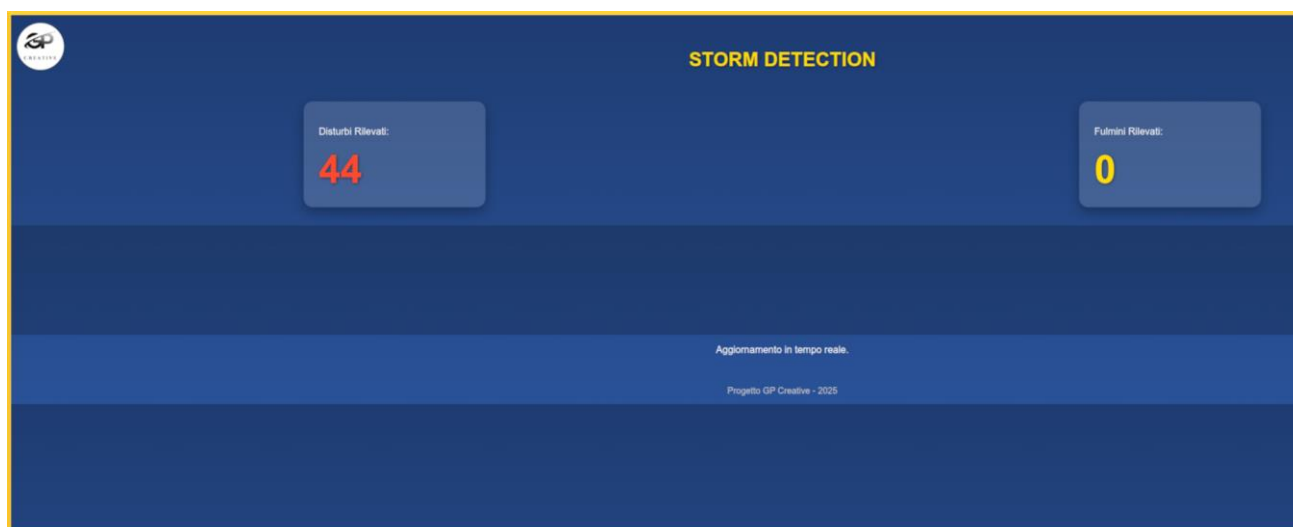 GP
CREATIVE
STORM DETECTION
Disturbi Rilevati:
44
Fulmini Rilevati:
0
Aggiornamento in tempo reale.
Progetto GP Creative - 2025